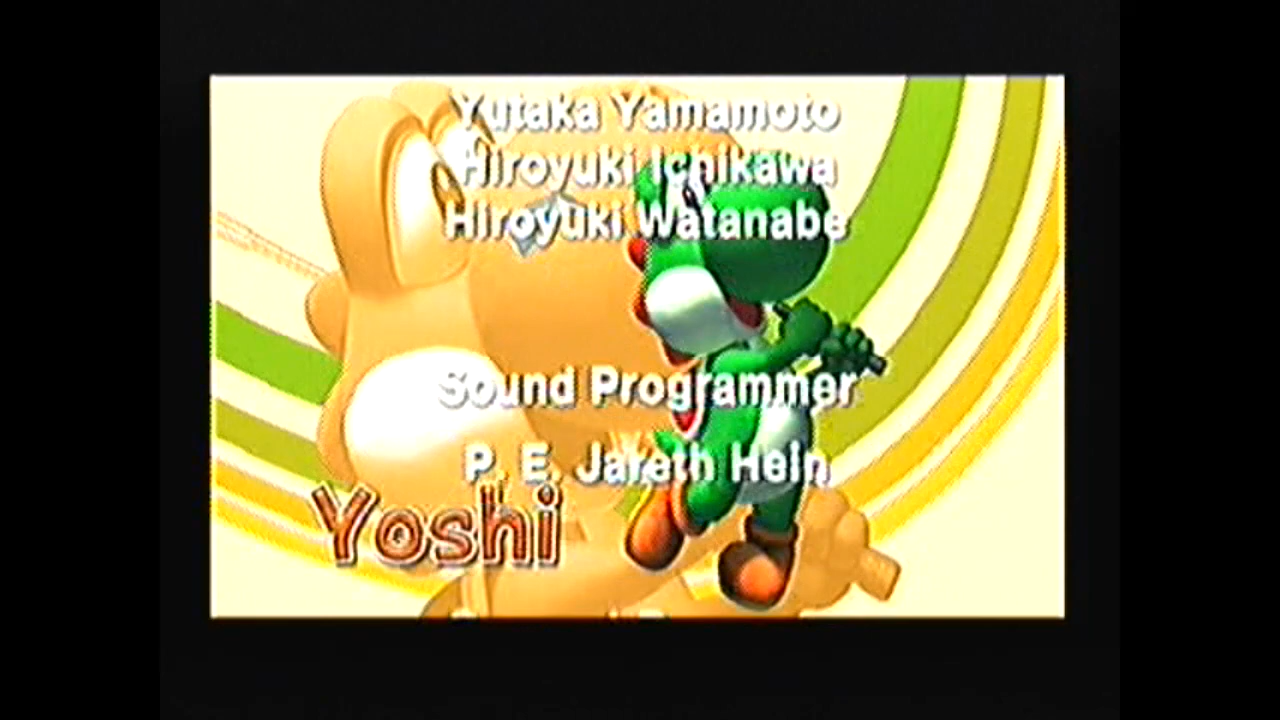 Yutaka Yamamoto
Hiroyuki Ichikawa
Hiroyuki Watanabe
Sound Programmer
P. E. Jareth Hein
Yoshi